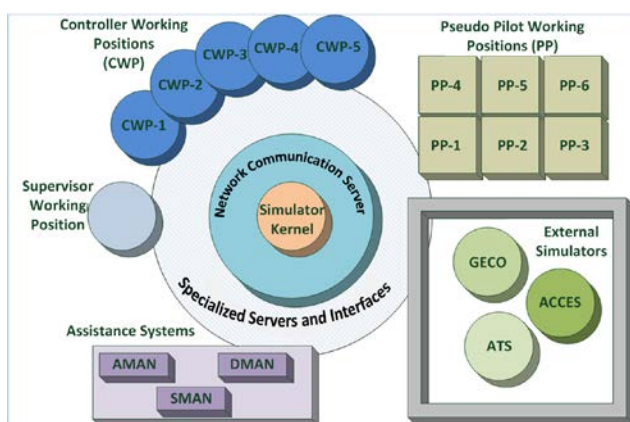 Controller Working
Positions
(CWP)
CWP-1
CWP-2
CWP-3
CWP-4
CWP-5
Pseudo Pilot Working
Positions (PP)
PP-4
PP-5
PP-6
PP-1
PP-2
PP-3
Supervisor
Working
Position
Network Communication Server
Simulator
Kernel
Specialized Servers and Interfaces
External
Simulators
GECO
ACCES
ATS
Assistance Systems
AMAN
DMAN
SMAN